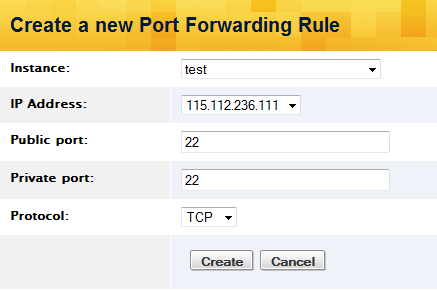 Create a new Port Forwarding Rule
Instance: test
IP Address: 115.112.236.111
Public port: 22
Private port: 22
Protocol: TCP
Create Cancel